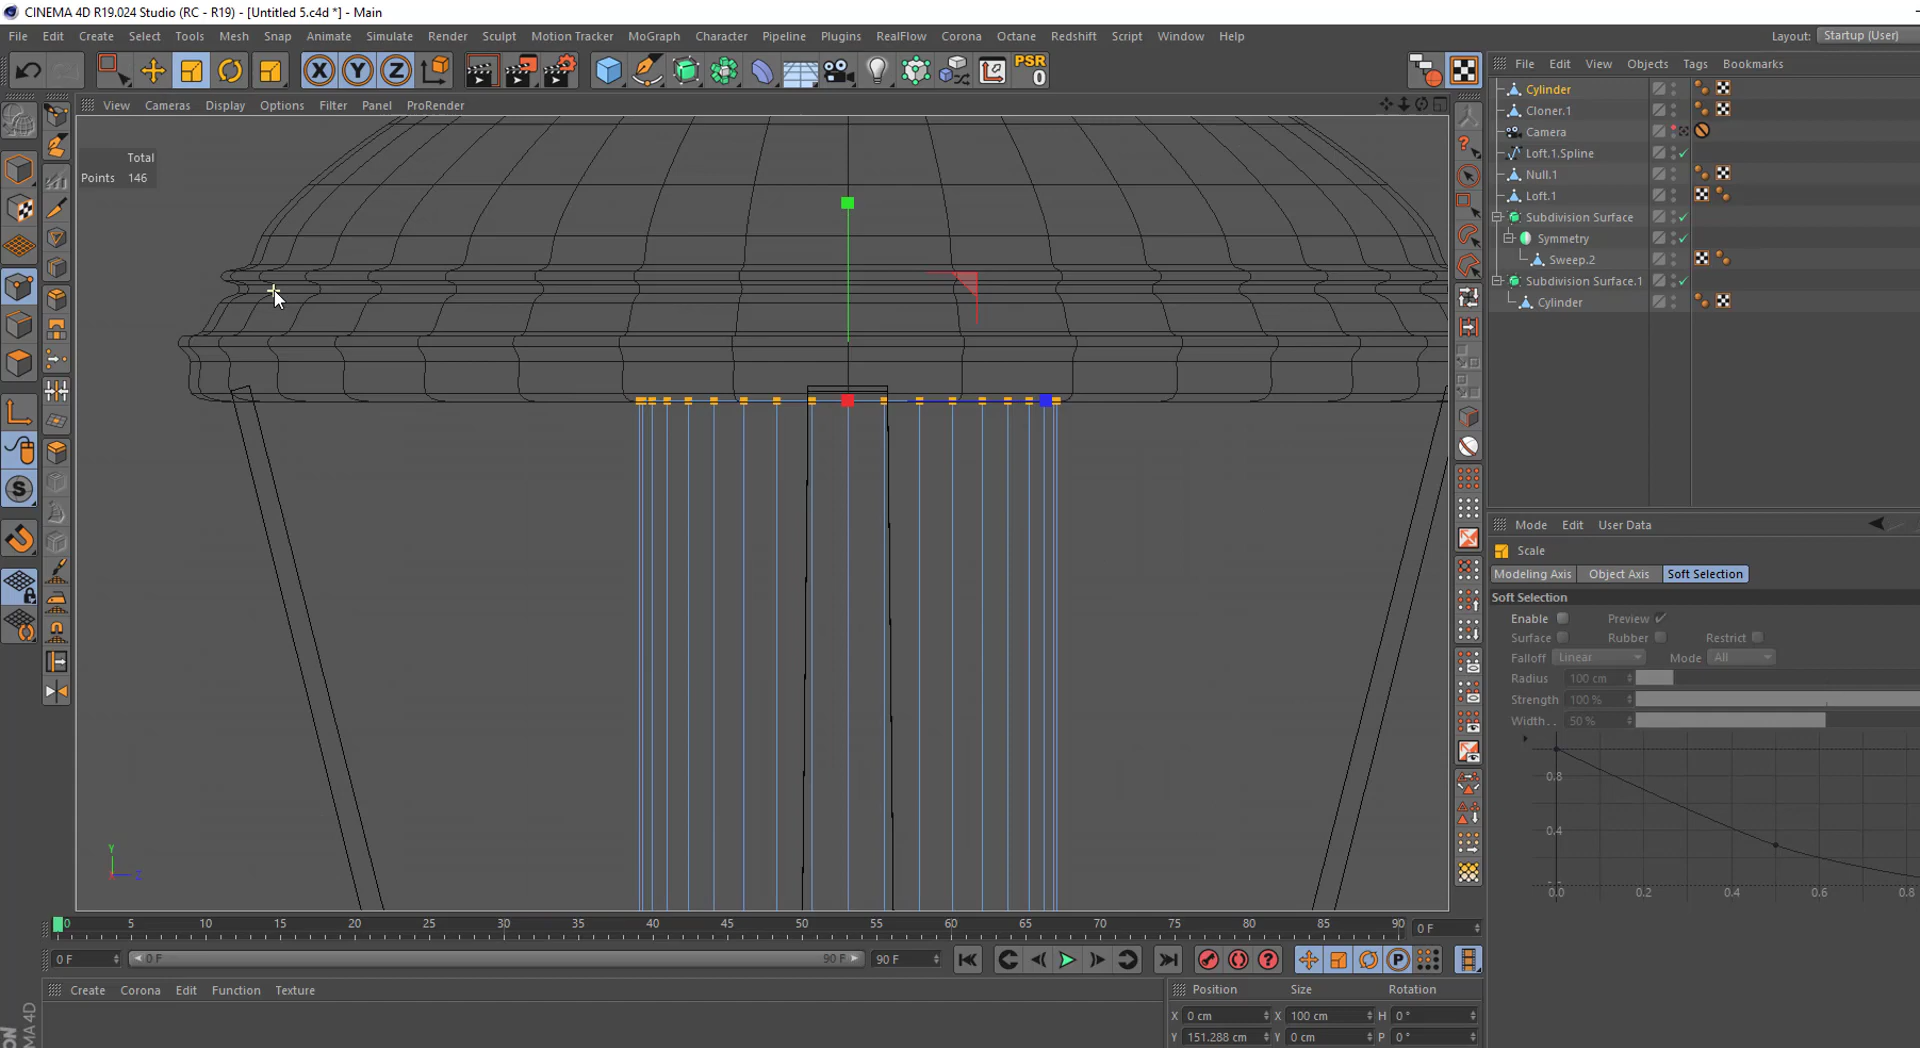 CINEMA 4D R19.024 Studio (RC - R19) - [Untitled 5.c4d *] - Main
File Edit Create Select Tools Mesh Snap Animate Simulate Render Sculpt Motion Tracker MoGraph Character Pipeline Plugins RealFlow Corona Octane Redshift Script Window Help
Layout: Startup (User)
X Y Z PSR 0
File Edit View Objects Tags Bookmarks
View Cameras Display Options Filter Panel ProRender
Cylinder
Cloner.1
Camera
Loft.1.Spline
Null.1
Loft.1
Subdivision Surface
Symmetry
Sweep.2
Subdivision Surface.1
Cylinder
Total
Points 146
Mode Edit User Data
Scale
Modeling Axis Object Axis Soft Selection
Soft Selection
Enable Preview
Surface Rubber Restrict
Falloff Linear Mode All
Radius 100 cm
Strength 100 %
Width.. 50 %
0.8
0.4
0.0 0.2 0.4 0.6 0.8
Y
Z
0 5 10 15 20 25 30 35 40 45 50 55 60 65 70 75 80 85 90 0 F
0 F 0 F 90 F 90 F
Create Corona Edit Function Texture
Position Size Rotation
X 0 cm X 100 cm H 0 °
Y 151.288 cm Y 0 cm P 0 °